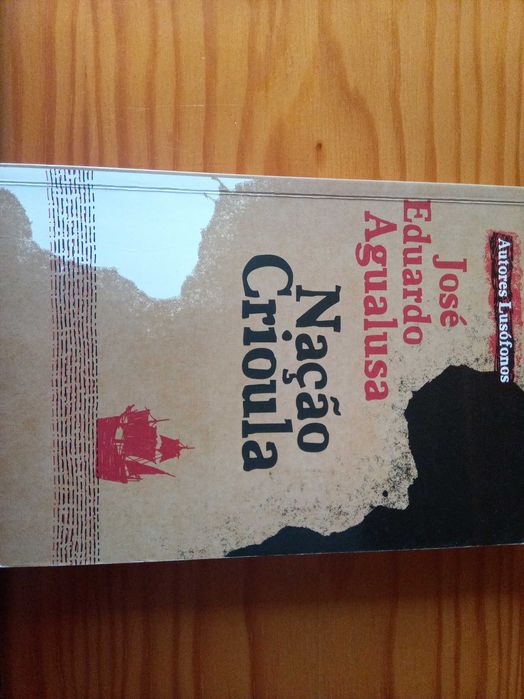 Autores Lusófonos
José
Eduardo
Agualusa
Nação
Crioula